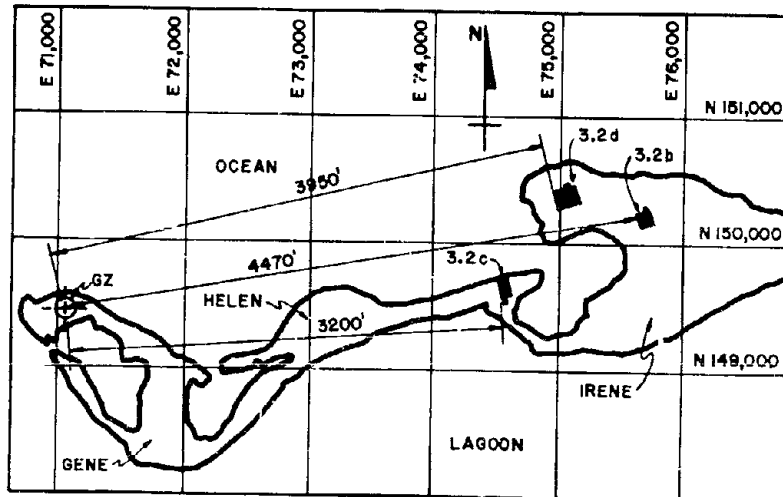 E 71,000
E 72,000
E 73,000
E 74,000
E 75,000
E 76,000
N
N 151,000
3.2d
3.2b
OCEAN
3950'
N 150,000
4470'
3.2c
GZ
HELEN
3200'
N 149,000
IRENE
GENE
LAGOON